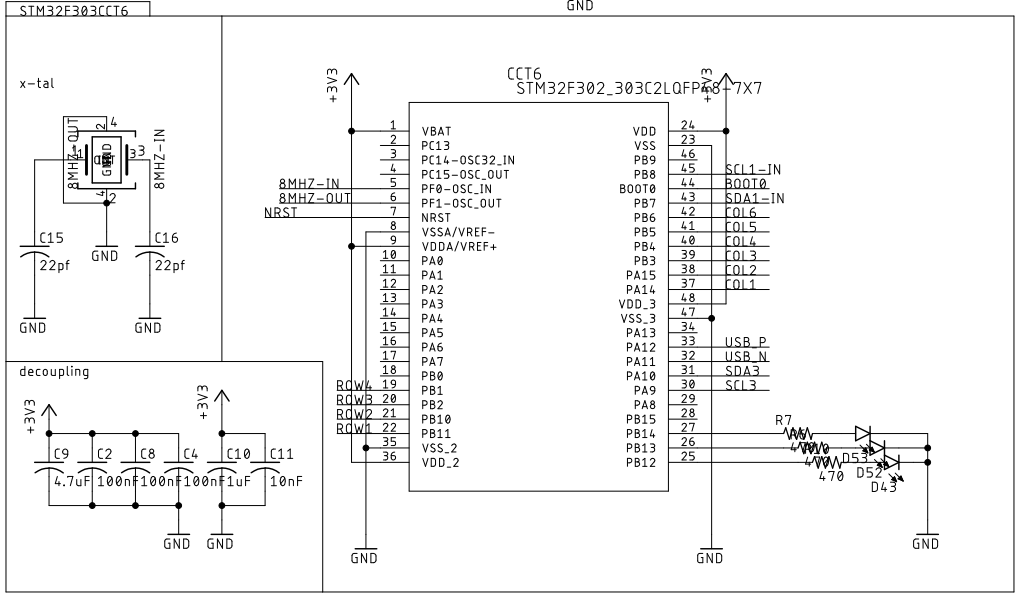 GND
STM32F303CCT6
x-tal
8MHZ-OUT
8MHZ-IN
2 4
1 3 3
GND
4 2
C15
22pf
GND
C16
22pf
GND
GND
decoupling
+3V3
+3V3
C9 C2 C8 C4 C10 C11
4.7uF 100nF 100nF 100nF 1uF 10nF
GND GND
+3V3
CCT6
STM32F302_303C2LQFP48-7X7
+3V3
1 VBAT VDD 24
2 PC13 VSS 23
3 PC14-OSC32_IN PB9 46
4 PC15-OSC_OUT PB8 45 SCL1-IN
8MHZ-IN 5 PF0-OSC_IN BOOT0 44 BOOT0
8MHZ-OUT 6 PF1-OSC_OUT PB7 43 SDA1-IN
NRST 7 NRST PB6 42 COL6
8 VSSA/VREF- PB5 41 COL5
9 VDDA/VREF+ PB4 40 COL4
10 PA0 PB3 39 COL3
11 PA1 PA15 38 COL2
12 PA2 PA14 37 COL1
13 PA3 VDD_3 48
14 PA4 VSS_3 47
15 PA5 PA13 34
16 PA6 PA12 33 USB_P
17 PA7 PA11 32 USB_N
18 PB0 PA10 31 SDA3
ROW4 19 PB1 PA9 30 SCL3
ROW3 20 PB2 PA8 29
ROW2 21 PB10 PB15 28
ROW1 22 PB11 PB14 27
35 VSS_2 PB13 26
36 VDD_2 PB12 25
R7
470
D53
D52
D43
GND GND GND